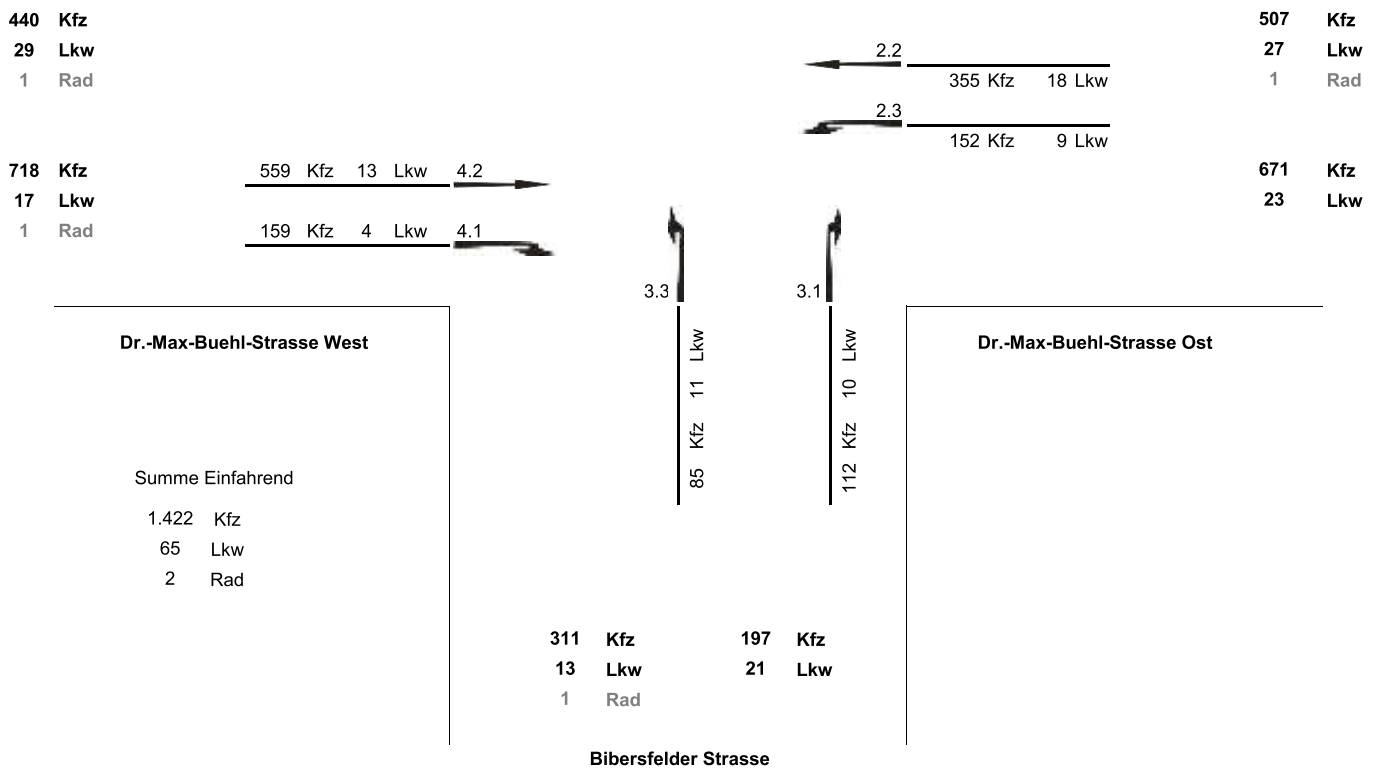 440 Kfz
29 Lkw
1 Rad
507 Kfz
27 Lkw
1 Rad
2.2
355 Kfz 18 Lkw
2.3
152 Kfz 9 Lkw
718 Kfz
17 Lkw
1 Rad
559 Kfz 13 Lkw 4.2
159 Kfz 4 Lkw 4.1
671 Kfz
23 Lkw
3.3
3.1
85 Kfz 11 Lkw
112 Kfz 10 Lkw
Dr.-Max-Buehl-Strasse West
Dr.-Max-Buehl-Strasse Ost
Summe Einfahrend
1.422 Kfz
65 Lkw
2 Rad
311 Kfz
13 Lkw
1 Rad
197 Kfz
21 Lkw
Bibersfelder Strasse